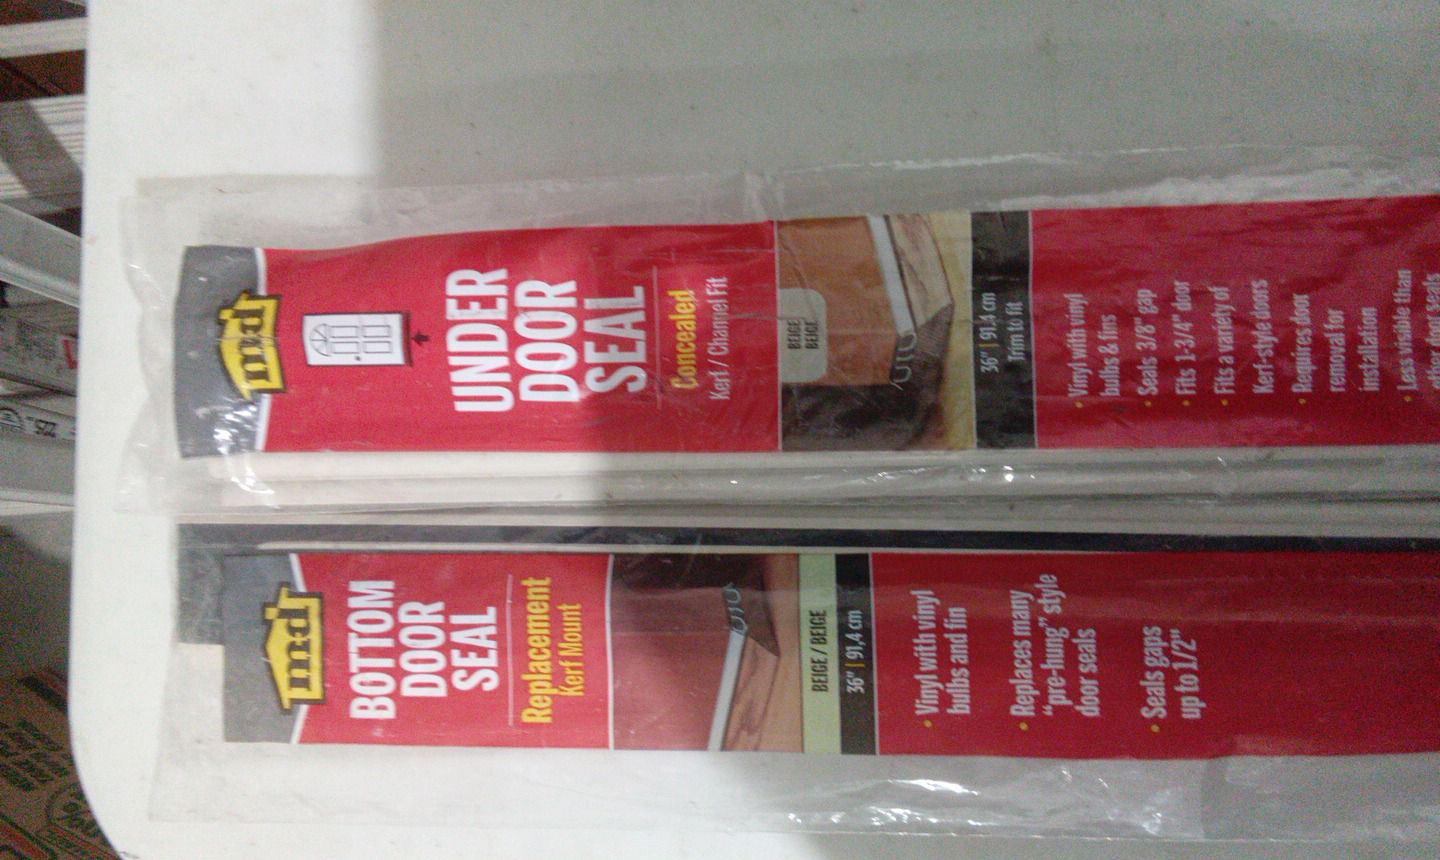 md
UNDER
DOOR
SEAL
Concealed
Kerf / Channel Fit
BEIGE
BEIGE
36" | 91,4 cm
Trim to fit
• Vinyl with vinyl
bulbs & fins
• Seals 3/8" gap
• Fits 1-3/4" door
• Fits a variety of
kerf-style doors
• Requires door
removal for
installation
• Less visible than
other door seals
md
BOTTOM
DOOR
SEAL
Replacement
Kerf Mount
BEIGE / BEIGE
36" | 91,4 cm
• Vinyl with vinyl
bulbs and fin
• Replaces many
"pre-hung" style
door seals
• Seals gaps
up to 1/2"